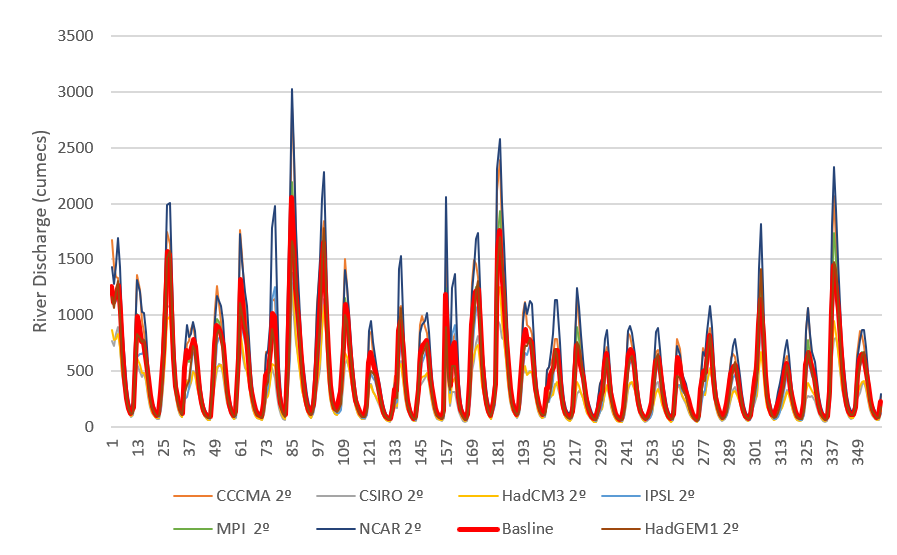 3500
3000
2500
2000
1500
1000
500
0
River Discharge (cumecs)
1 13 25 37 49 61 73 85 97 109 121 133 145 157 169 181 193 205 217 229 241 253 265 277 289 301 313 325 337 349
CCCMA 2º CSIRO 2º HadCM3 2º IPSL 2º
MPI 2º NCAR 2º Basline HadGEM1 2º